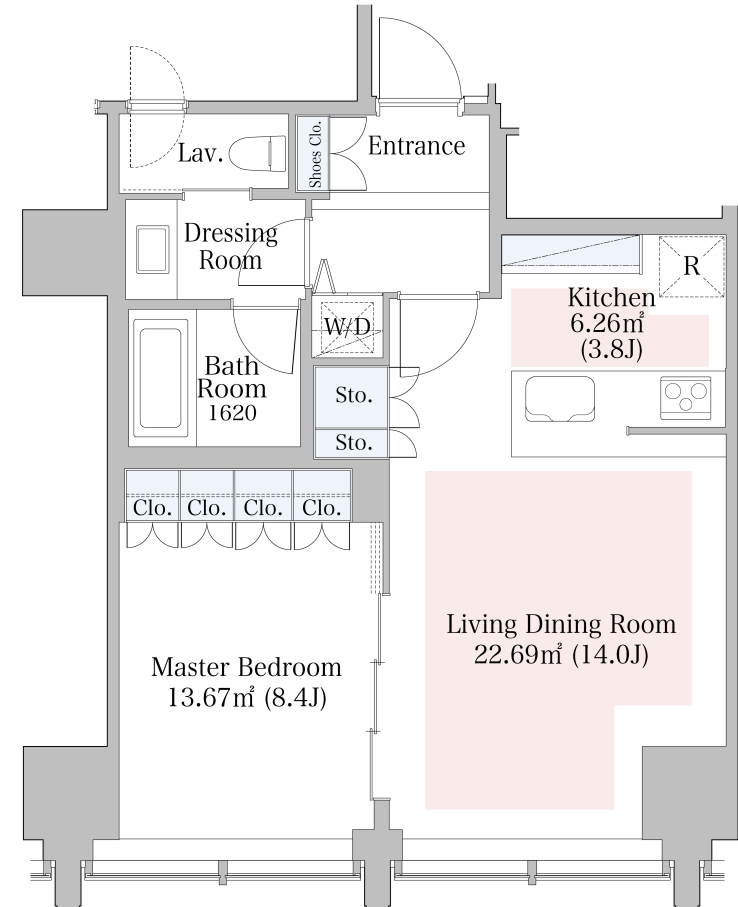 Lav.
Shoes Clo.
Entrance
Dressing
Room
R
Kitchen
6.26㎡
(3.8J)
W/D
Bath
Room
1620
Sto.
Sto.
Clo.
Clo.
Clo.
Clo.
Living Dining Room
22.69㎡ (14.0J)
Master Bedroom
13.67㎡ (8.4J)